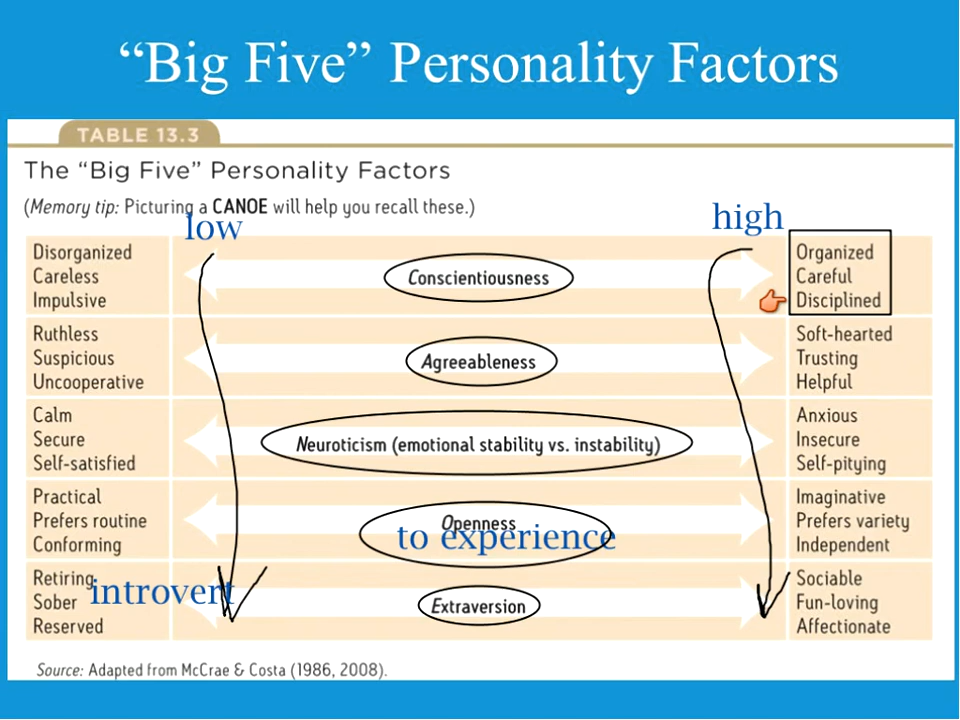 “Big Five” Personality Factors
TABLE 13.3
The “Big Five” Personality Factors
(Memory tip: Picturing a CANOE will help you recall these.)
low
high
Disorganized
Careless
Impulsive
Conscientiousness
Organized
Careful
Disciplined
Ruthless
Suspicious
Uncooperative
Agreeableness
Soft-hearted
Trusting
Helpful
Calm
Secure
Self-satisfied
Neuroticism (emotional stability vs. instability)
Anxious
Insecure
Self-pitying
Practical
Prefers routine
Conforming
Openness
to experience
Imaginative
Prefers variety
Independent
Retiring
Sober
Reserved
introvert
Extraversion
Sociable
Fun-loving
Affectionate
Source: Adapted from McCrae & Costa (1986, 2008).